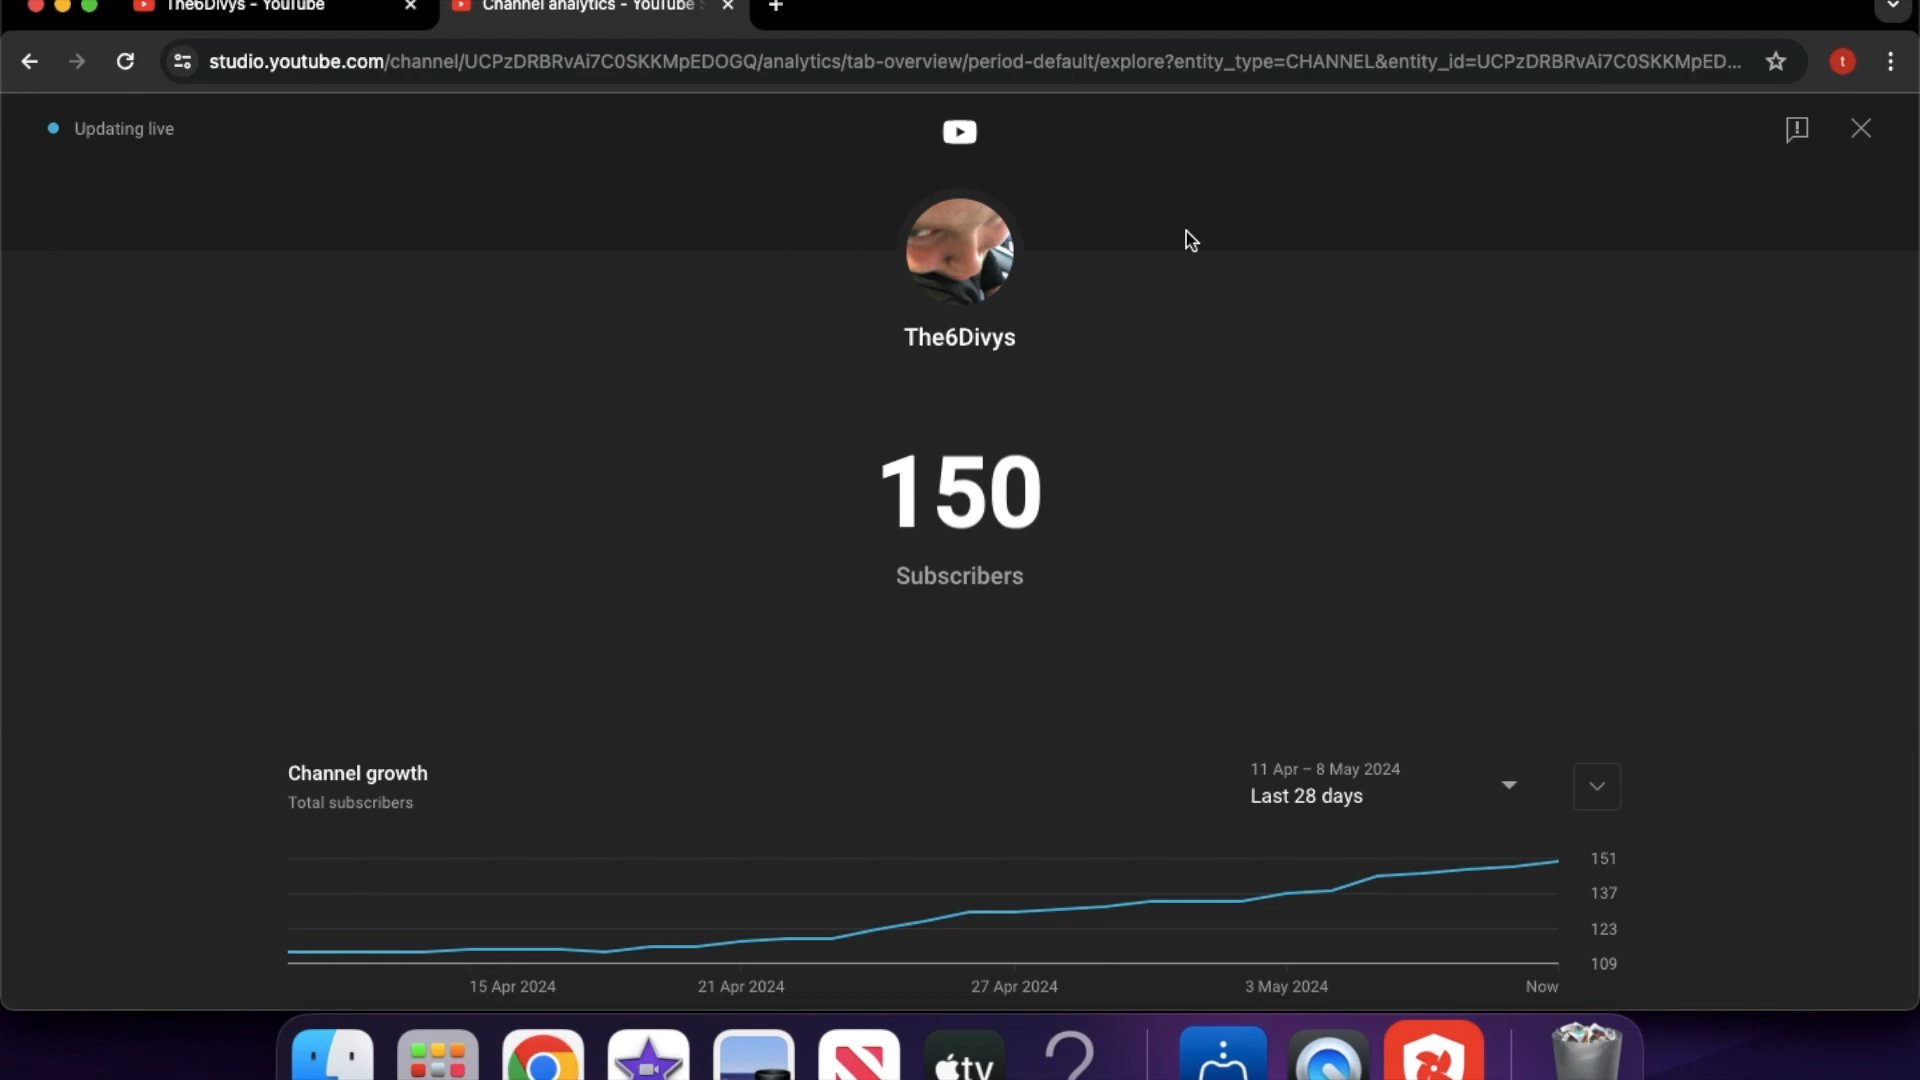 The6Divys - YouTube
Channel analytics - YouTube S
studio.youtube.com/channel/UCPzDRBRvAi7C0SKKMpEDOGQ/analytics/tab-overview/period-default/explore?entity_type=CHANNEL&entity_id=UCPzDRBRvAi7C0SKKMpED...
t
Updating live
The6Divys
150
Subscribers
Channel growth
Total subscribers
11 Apr – 8 May 2024
Last 28 days
151
137
123
109
15 Apr 2024
21 Apr 2024
27 Apr 2024
3 May 2024
Now
tv